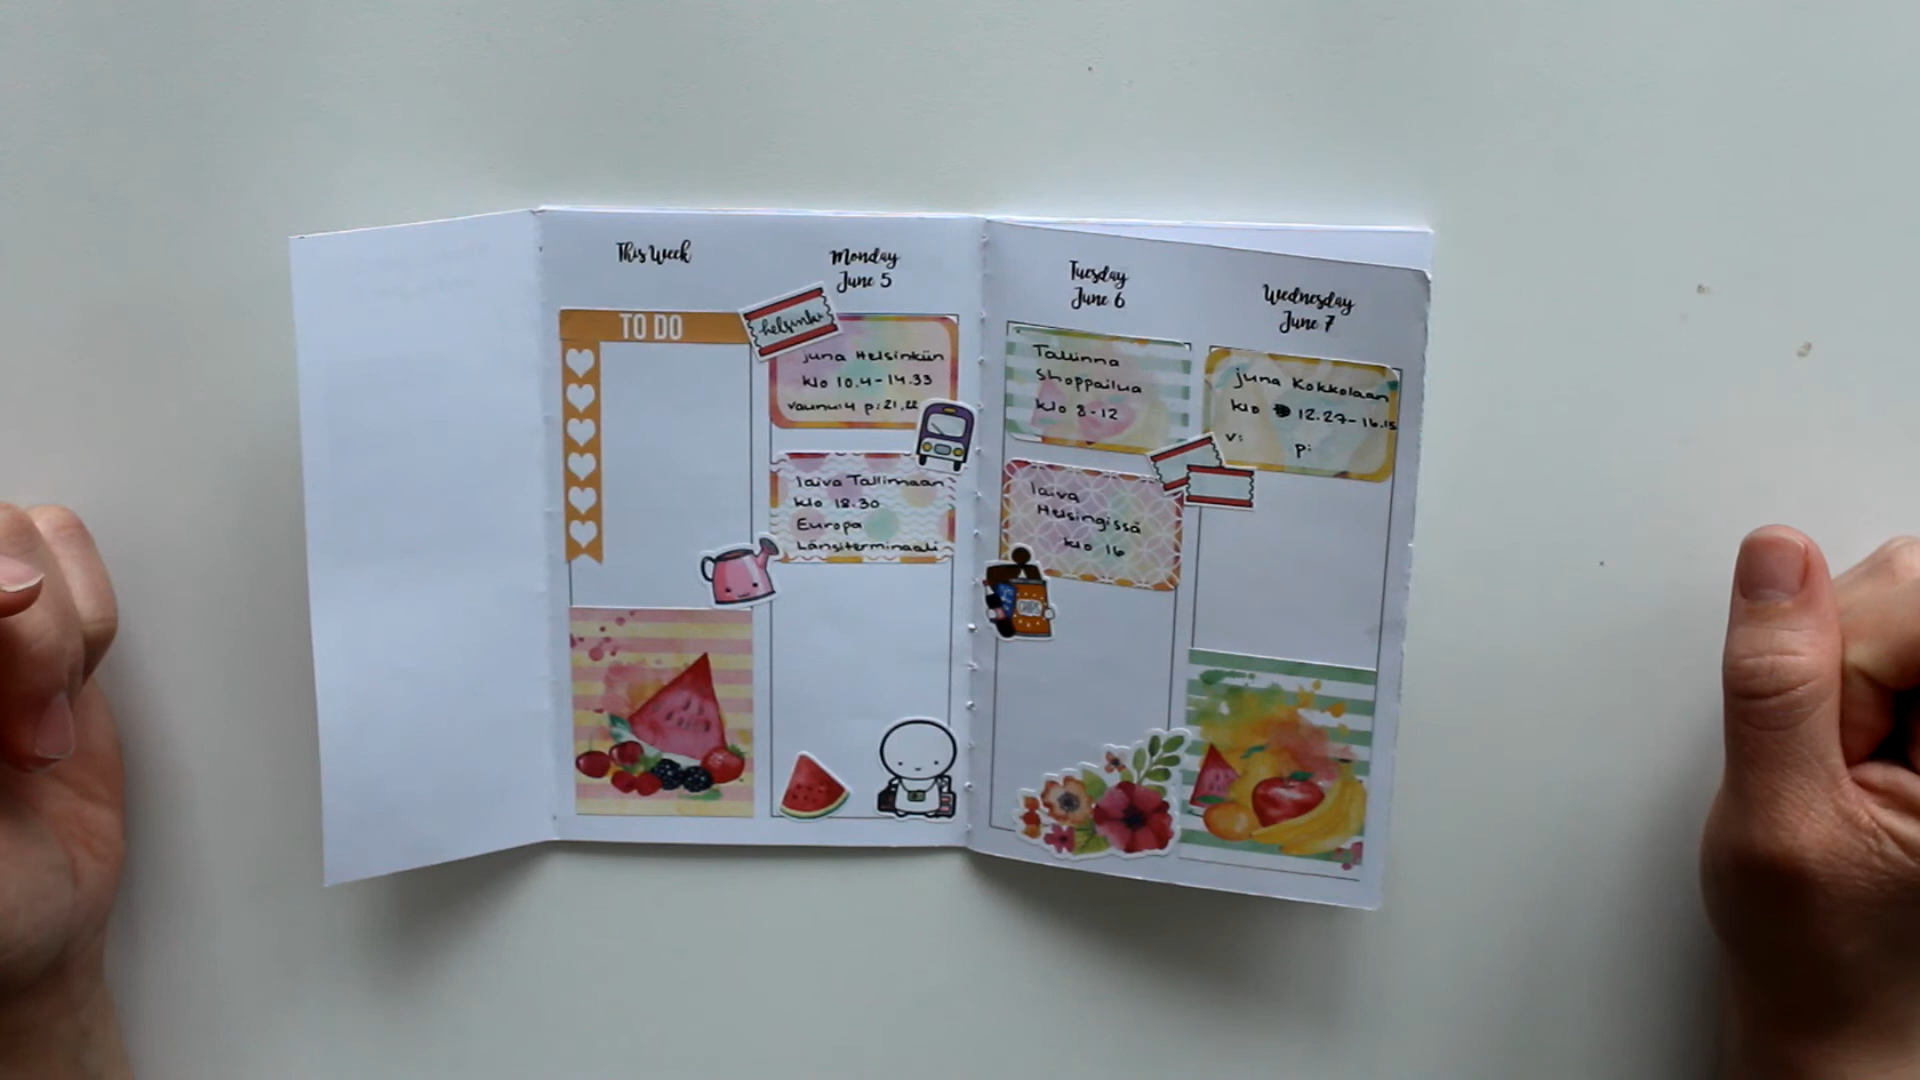 This Week
TO DO
Monday
June 5
helsinki
juna Helsinkiin
klo 10.4-14.33
vaunu:4 p:21,22
laiva Tallinnaan
klo 18.30
Europa
Länsiterminaali
Tuesday
June 6
Tallinna
Shoppailua
klo 8-12
laiva
Helsingissä
klo 16
CHIPS
Wednesday
June 7
juna Kokkolaan
klo 12.27-16.15
v: p: